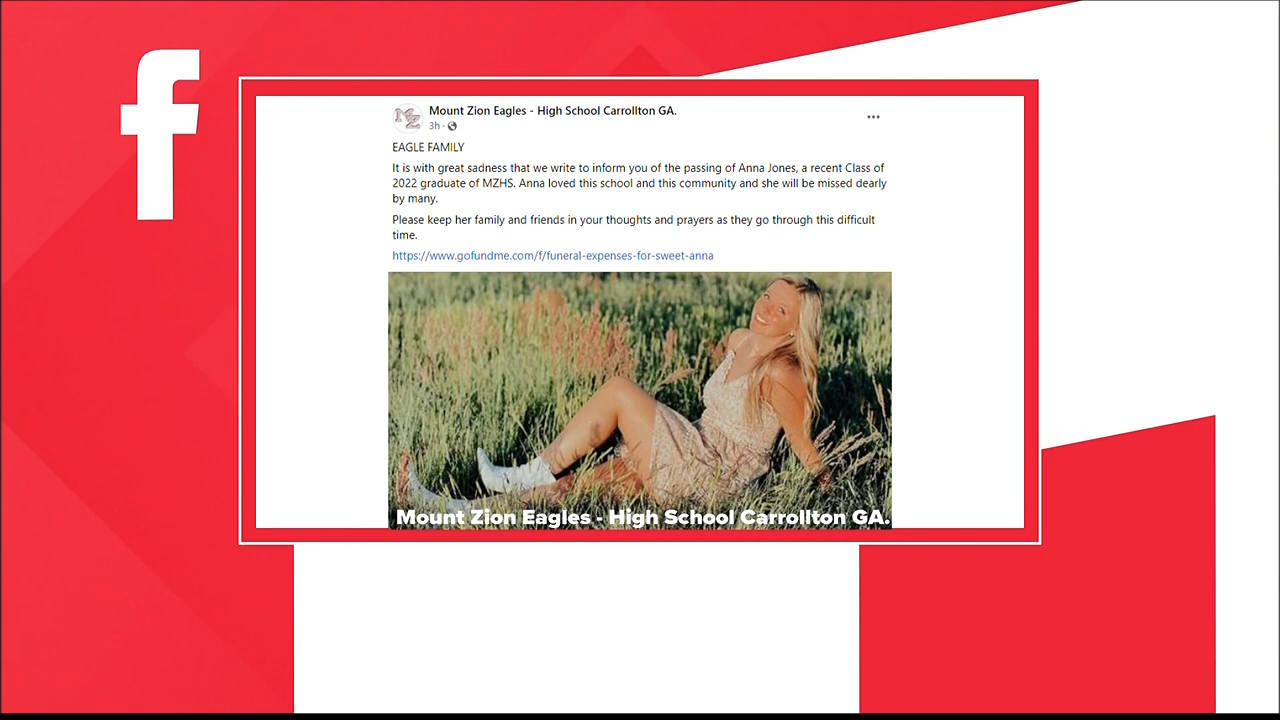 f
Mount Zion Eagles - High School Carrollton GA.
3h ·
EAGLE FAMILY
It is with great sadness that we write to inform you of the passing of Anna Jones, a recent Class of
2022 graduate of MZHS. Anna loved this school and this community and she will be missed dearly
by many.
Please keep her family and friends in your thoughts and prayers as they go through this difficult
time.
https://www.gofundme.com/f/funeral-expenses-for-sweet-anna
Mount Zion Eagles - High School Carrollton GA.